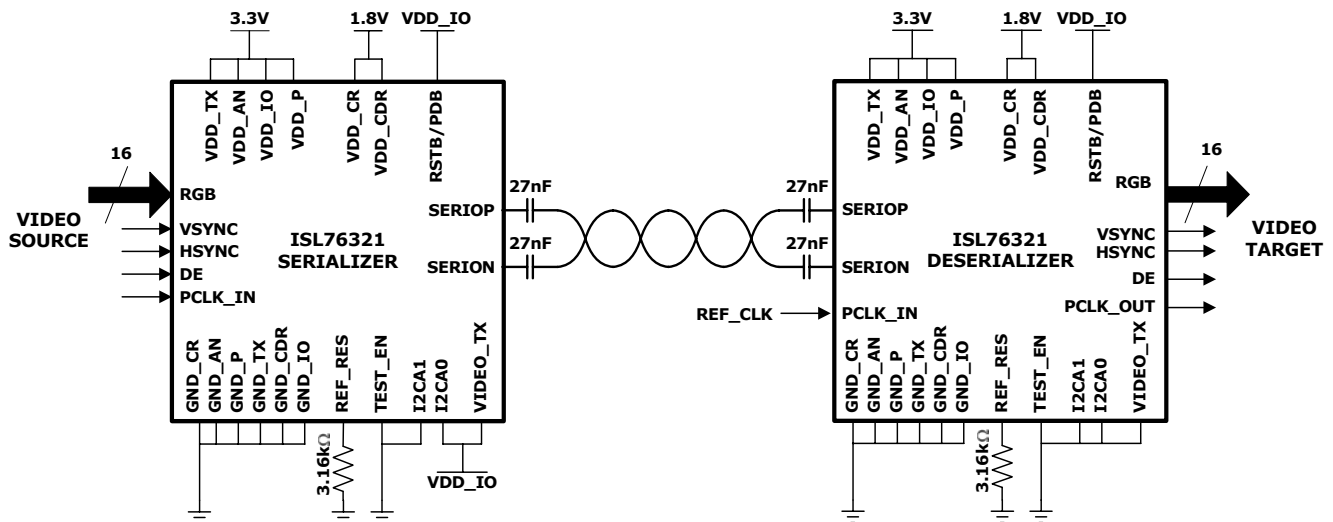 3.3V
1.8V
VDD_IO
VDD_TX
VDD_AN
VDD_IO
VDD_P
VDD_CR
VDD_CDR
RSTB/PDB
16
RGB
VIDEO
SOURCE
VSYNC
HSYNC
DE
PCLK_IN
ISL76321
SERIALIZER
SERIOP
SERION
27nF
27nF
GND_CR
GND_AN
GND_P
GND_TX
GND_CDR
GND_IO
REF_RES
TEST_EN
I2CA1
I2CA0
VIDEO_TX
3.16kΩ
VDD_IO
3.3V
1.8V
VDD_IO
VDD_TX
VDD_AN
VDD_IO
VDD_P
VDD_CR
VDD_CDR
RSTB/PDB
27nF
27nF
SERIOP
SERION
REF_CLK
PCLK_IN
ISL76321
DESERIALIZER
16
RGB
VSYNC
HSYNC
DE
PCLK_OUT
VIDEO
TARGET
GND_CR
GND_AN
GND_P
GND_TX
GND_CDR
GND_IO
REF_RES
TEST_EN
I2CA1
I2CA0
VIDEO_TX
3.16kΩ